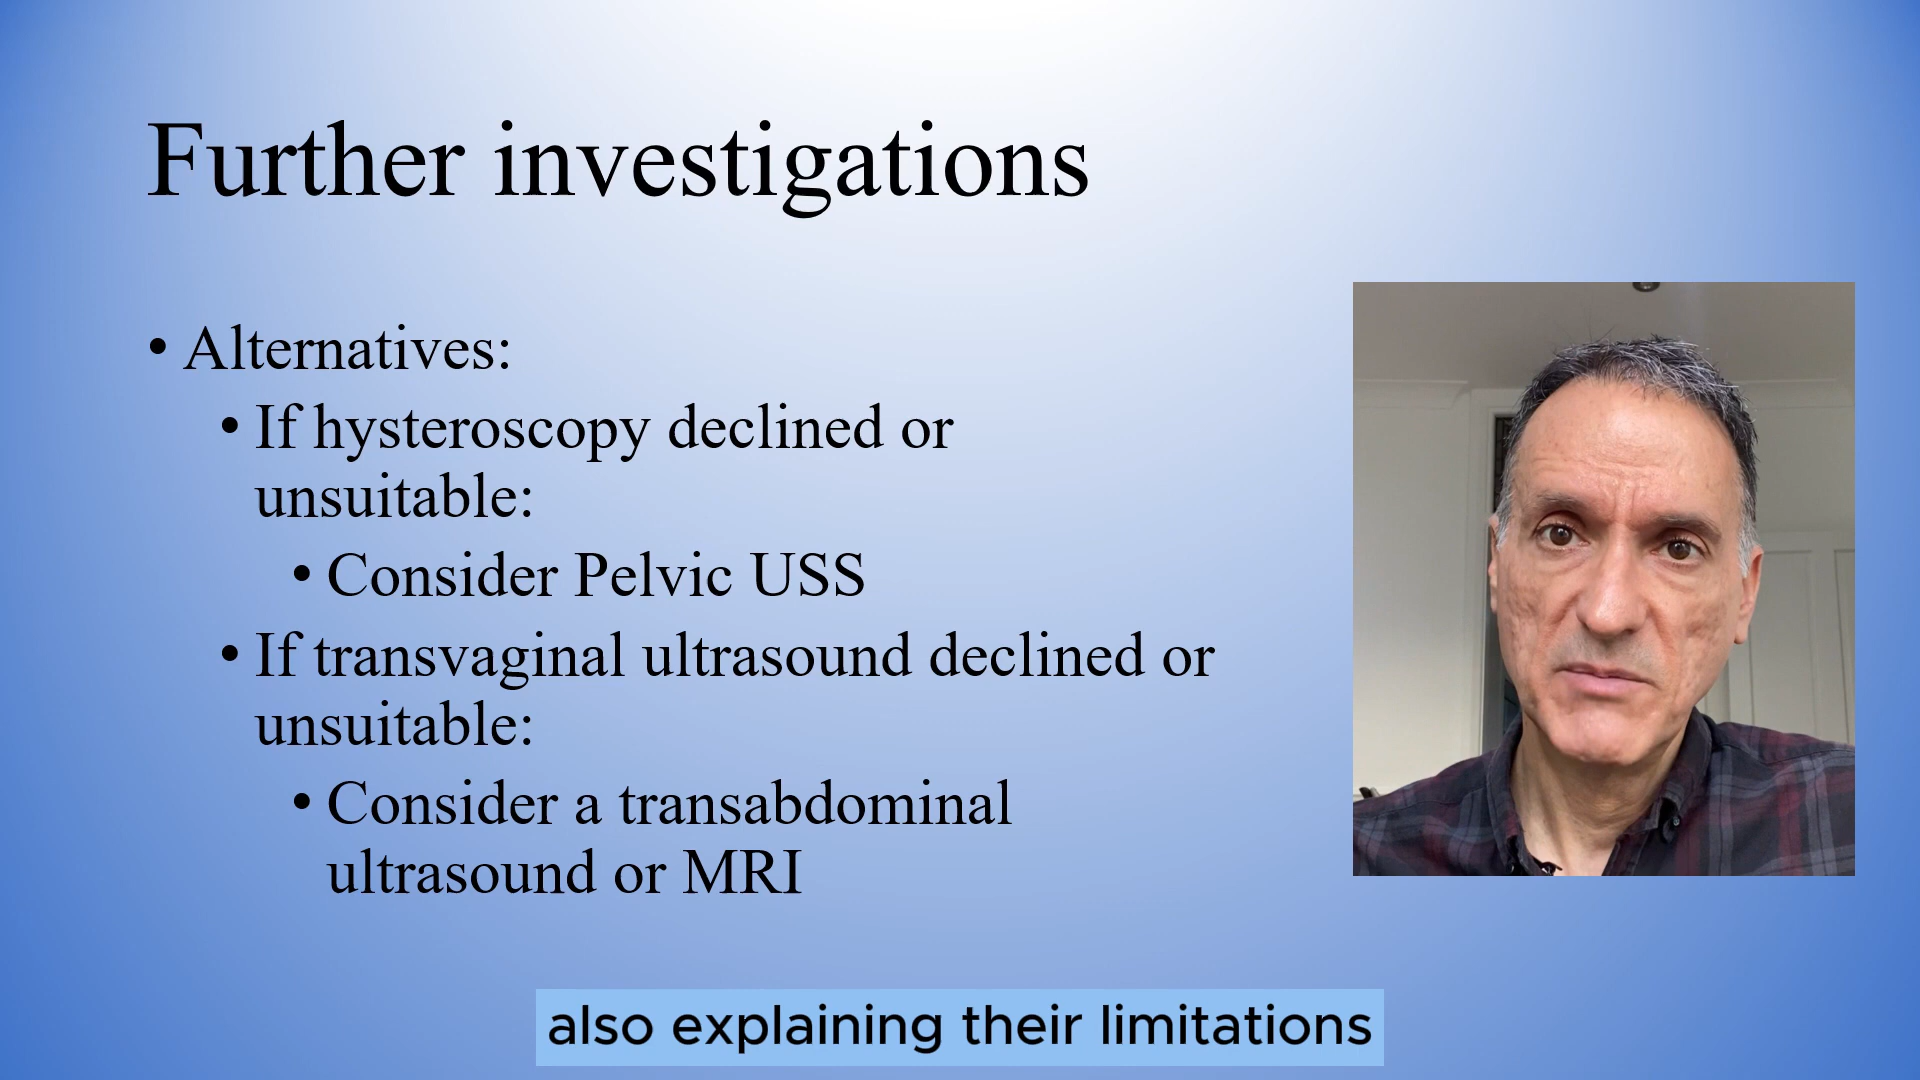 Further investigations
• Alternatives:
• If hysteroscopy declined or
unsuitable:
• Consider Pelvic USS
• If transvaginal ultrasound declined or
unsuitable:
• Consider a transabdominal
ultrasound or MRI
also explaining their limitations